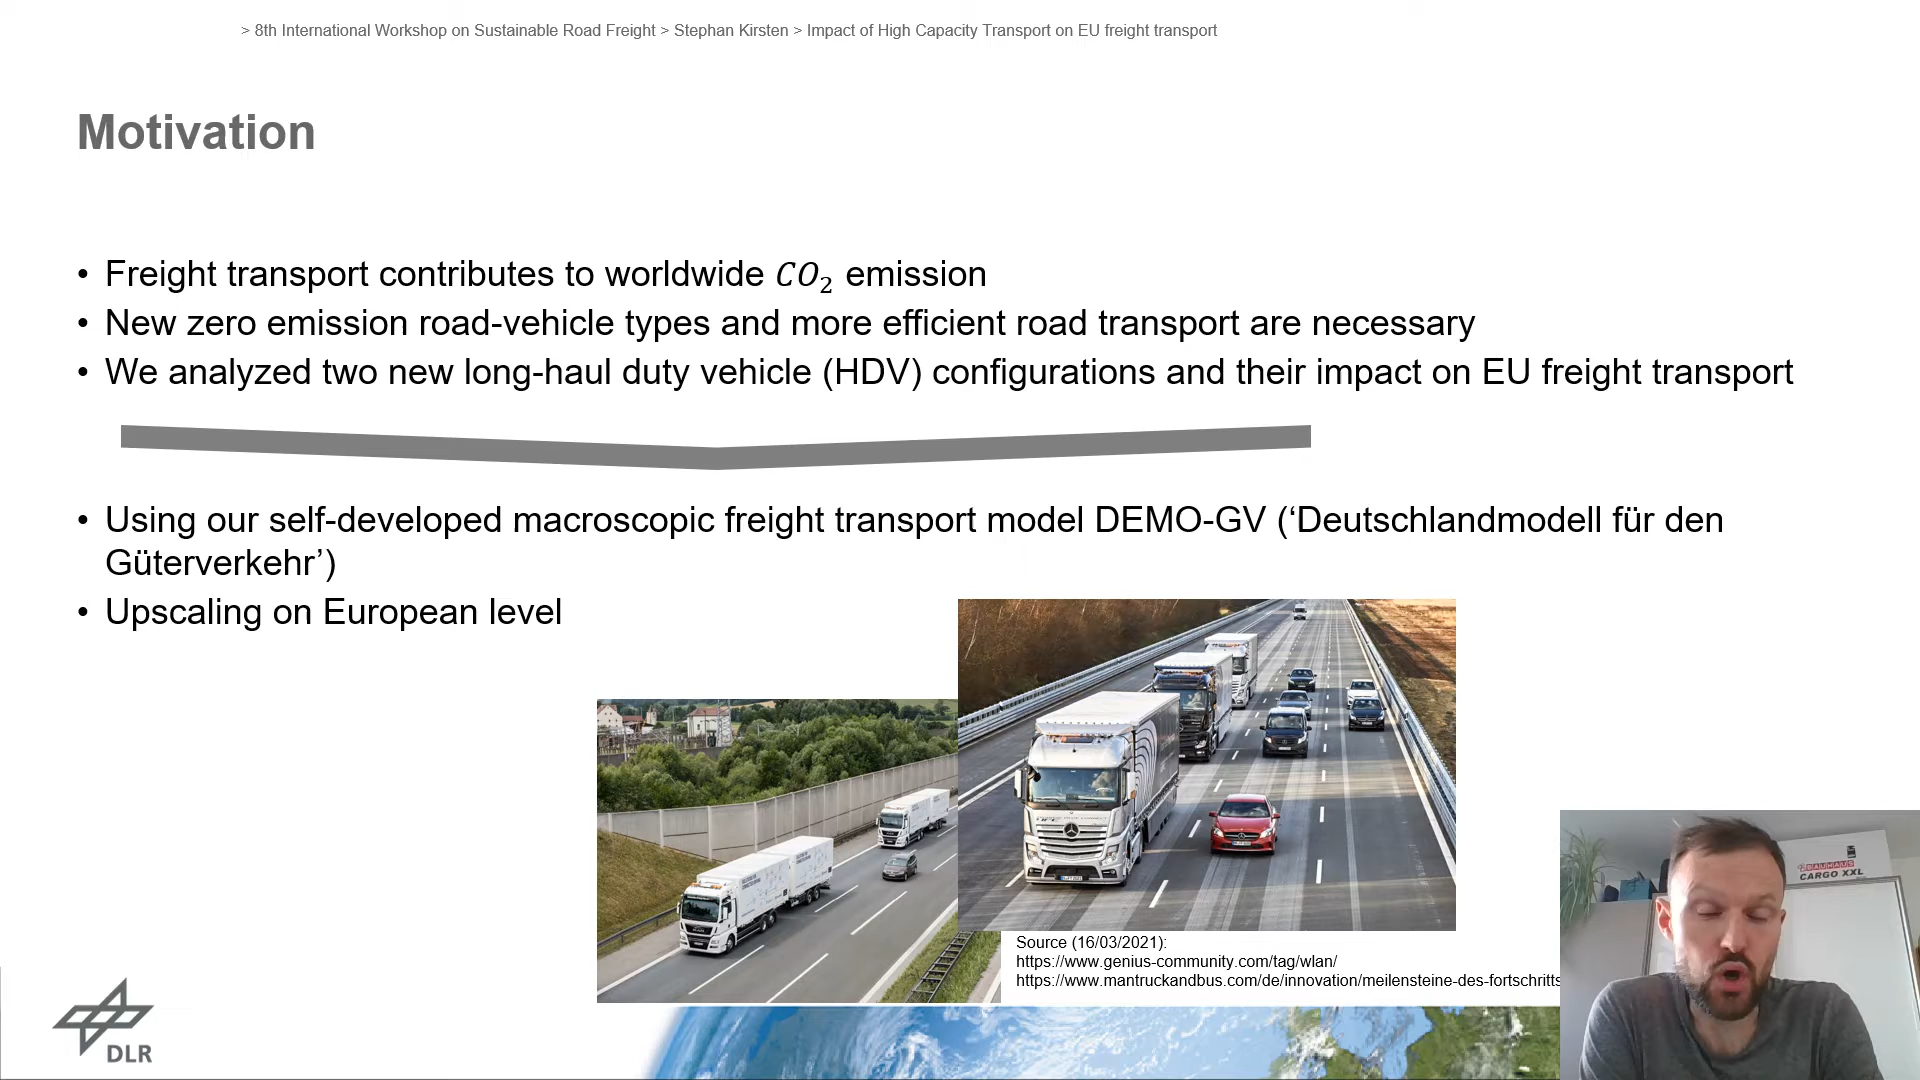 > 8th International Workshop on Sustainable Road Freight > Stephan Kirsten > Impact of High Capacity Transport on EU freight transport
Motivation
• Freight transport contributes to worldwide CO₂ emission
• New zero emission road-vehicle types and more efficient road transport are necessary
• We analyzed two new long-haul duty vehicle (HDV) configurations and their impact on EU freight transport
• Using our self-developed macroscopic freight transport model DEMO-GV (‘Deutschlandmodell für den
Güterverkehr’)
• Upscaling on European level
Source (16/03/2021):
https://www.genius-community.com/tag/wlan/
https://www.mantruckandbus.com/de/innovation/meilensteine-des-fortschritts
BAUHAUS
CARGO XXL
DLR